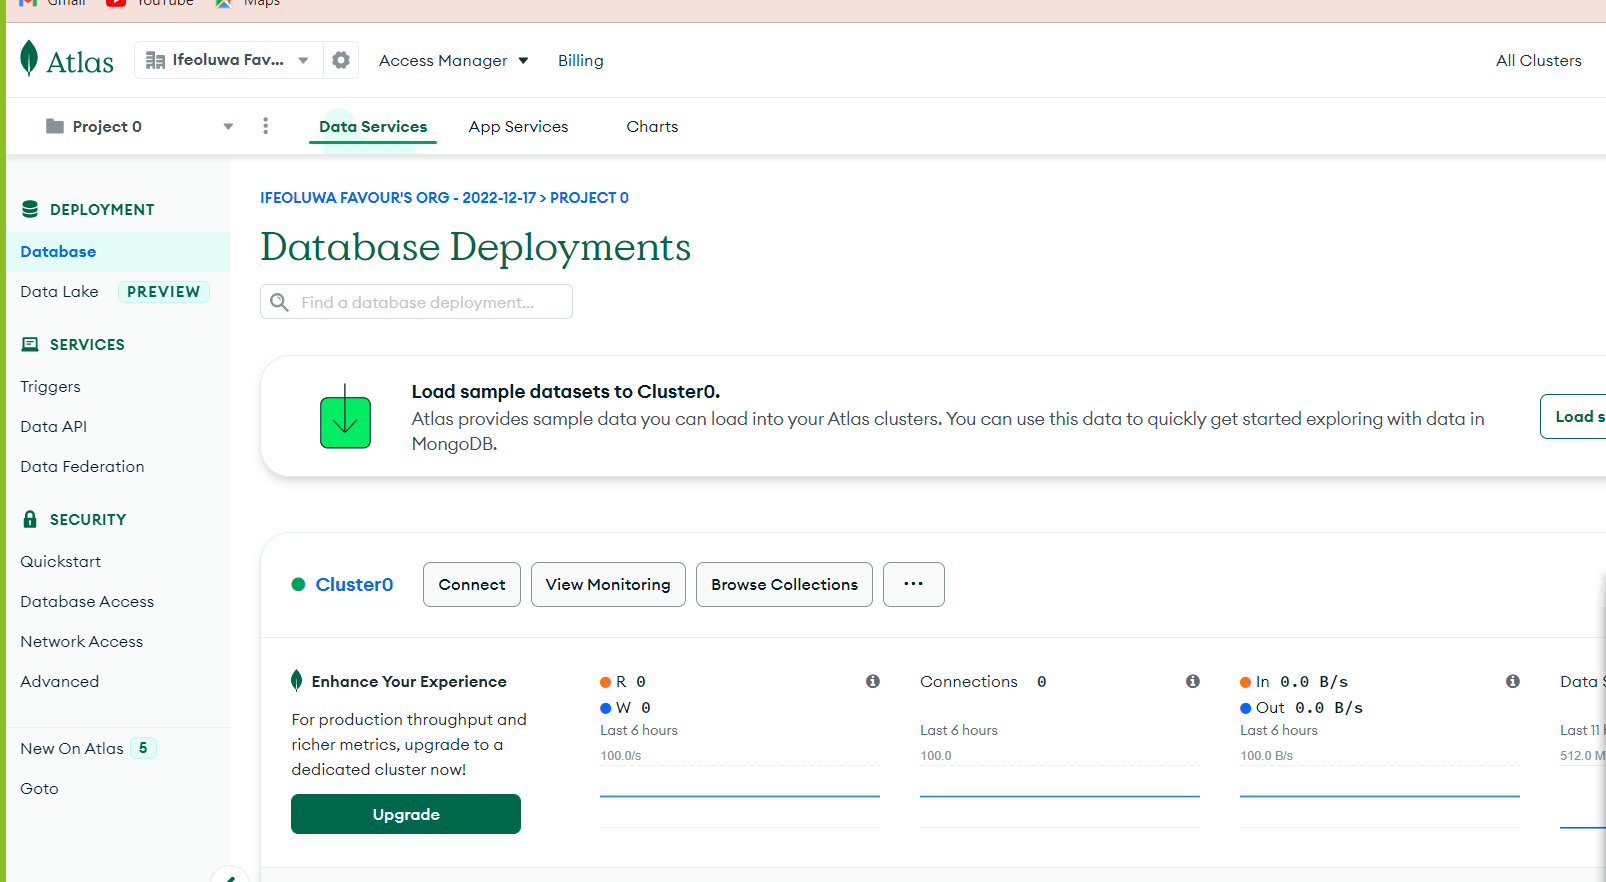 Gmail YouTube Maps
Atlas Ifeoluwa Fav... Access Manager Billing All Clusters
Project 0 Data Services App Services Charts
IFEOLUWA FAVOUR'S ORG - 2022-12-17 > PROJECT 0
DEPLOYMENT
Database
Data Lake PREVIEW
SERVICES
Triggers
Data API
Data Federation
SECURITY
Quickstart
Database Access
Network Access
Advanced
New On Atlas 5
Goto
Database Deployments
Find a database deployment...
Load sample datasets to Cluster0.
Atlas provides sample data you can load into your Atlas clusters. You can use this data to quickly get started exploring with data in
MongoDB.
Load s
Cluster0 Connect View Monitoring Browse Collections ...
Enhance Your Experience
For production throughput and
richer metrics, upgrade to a
dedicated cluster now!
Upgrade
R 0
W 0
Last 6 hours
100.0/s
Connections 0
Last 6 hours
100.0
In 0.0 B/s
Out 0.0 B/s
Last 6 hours
100.0 B/s
Data
Last 11
512.0 M